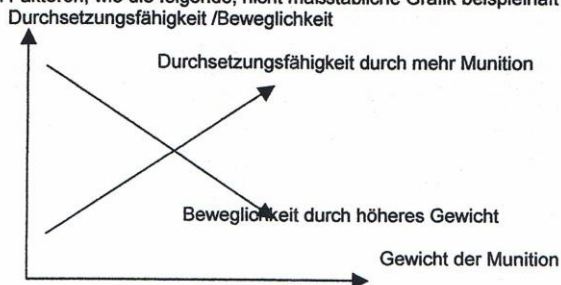 Faktoren, wie die folgende, nicht maßstäbliche Grafik beispielhaft
Durchsetzungsfähigkeit /Beweglichkeit
Durchsetzungsfähigkeit durch mehr Munition
Beweglichkeit durch höheres Gewicht
Gewicht der Munition